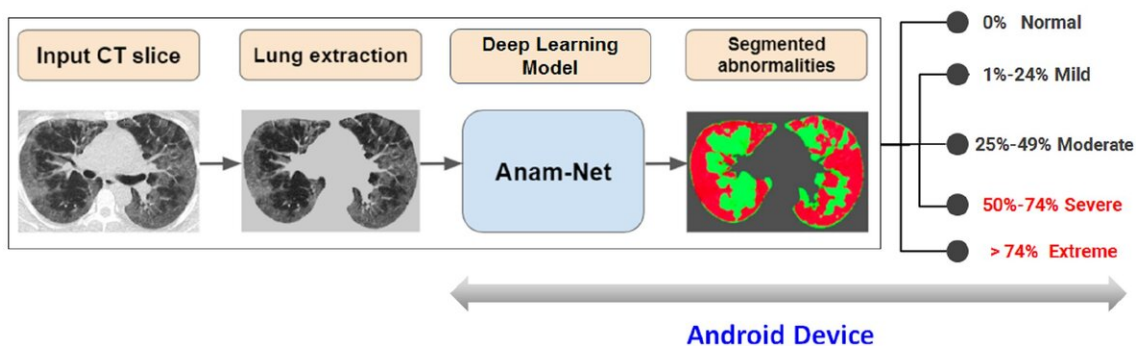 Input CT slice
Lung extraction
Deep Learning
Model
Segmented
abnormalities
Anam-Net
0% Normal
1%-24% Mild
25%-49% Moderate
50%-74% Severe
> 74% Extreme
Android Device